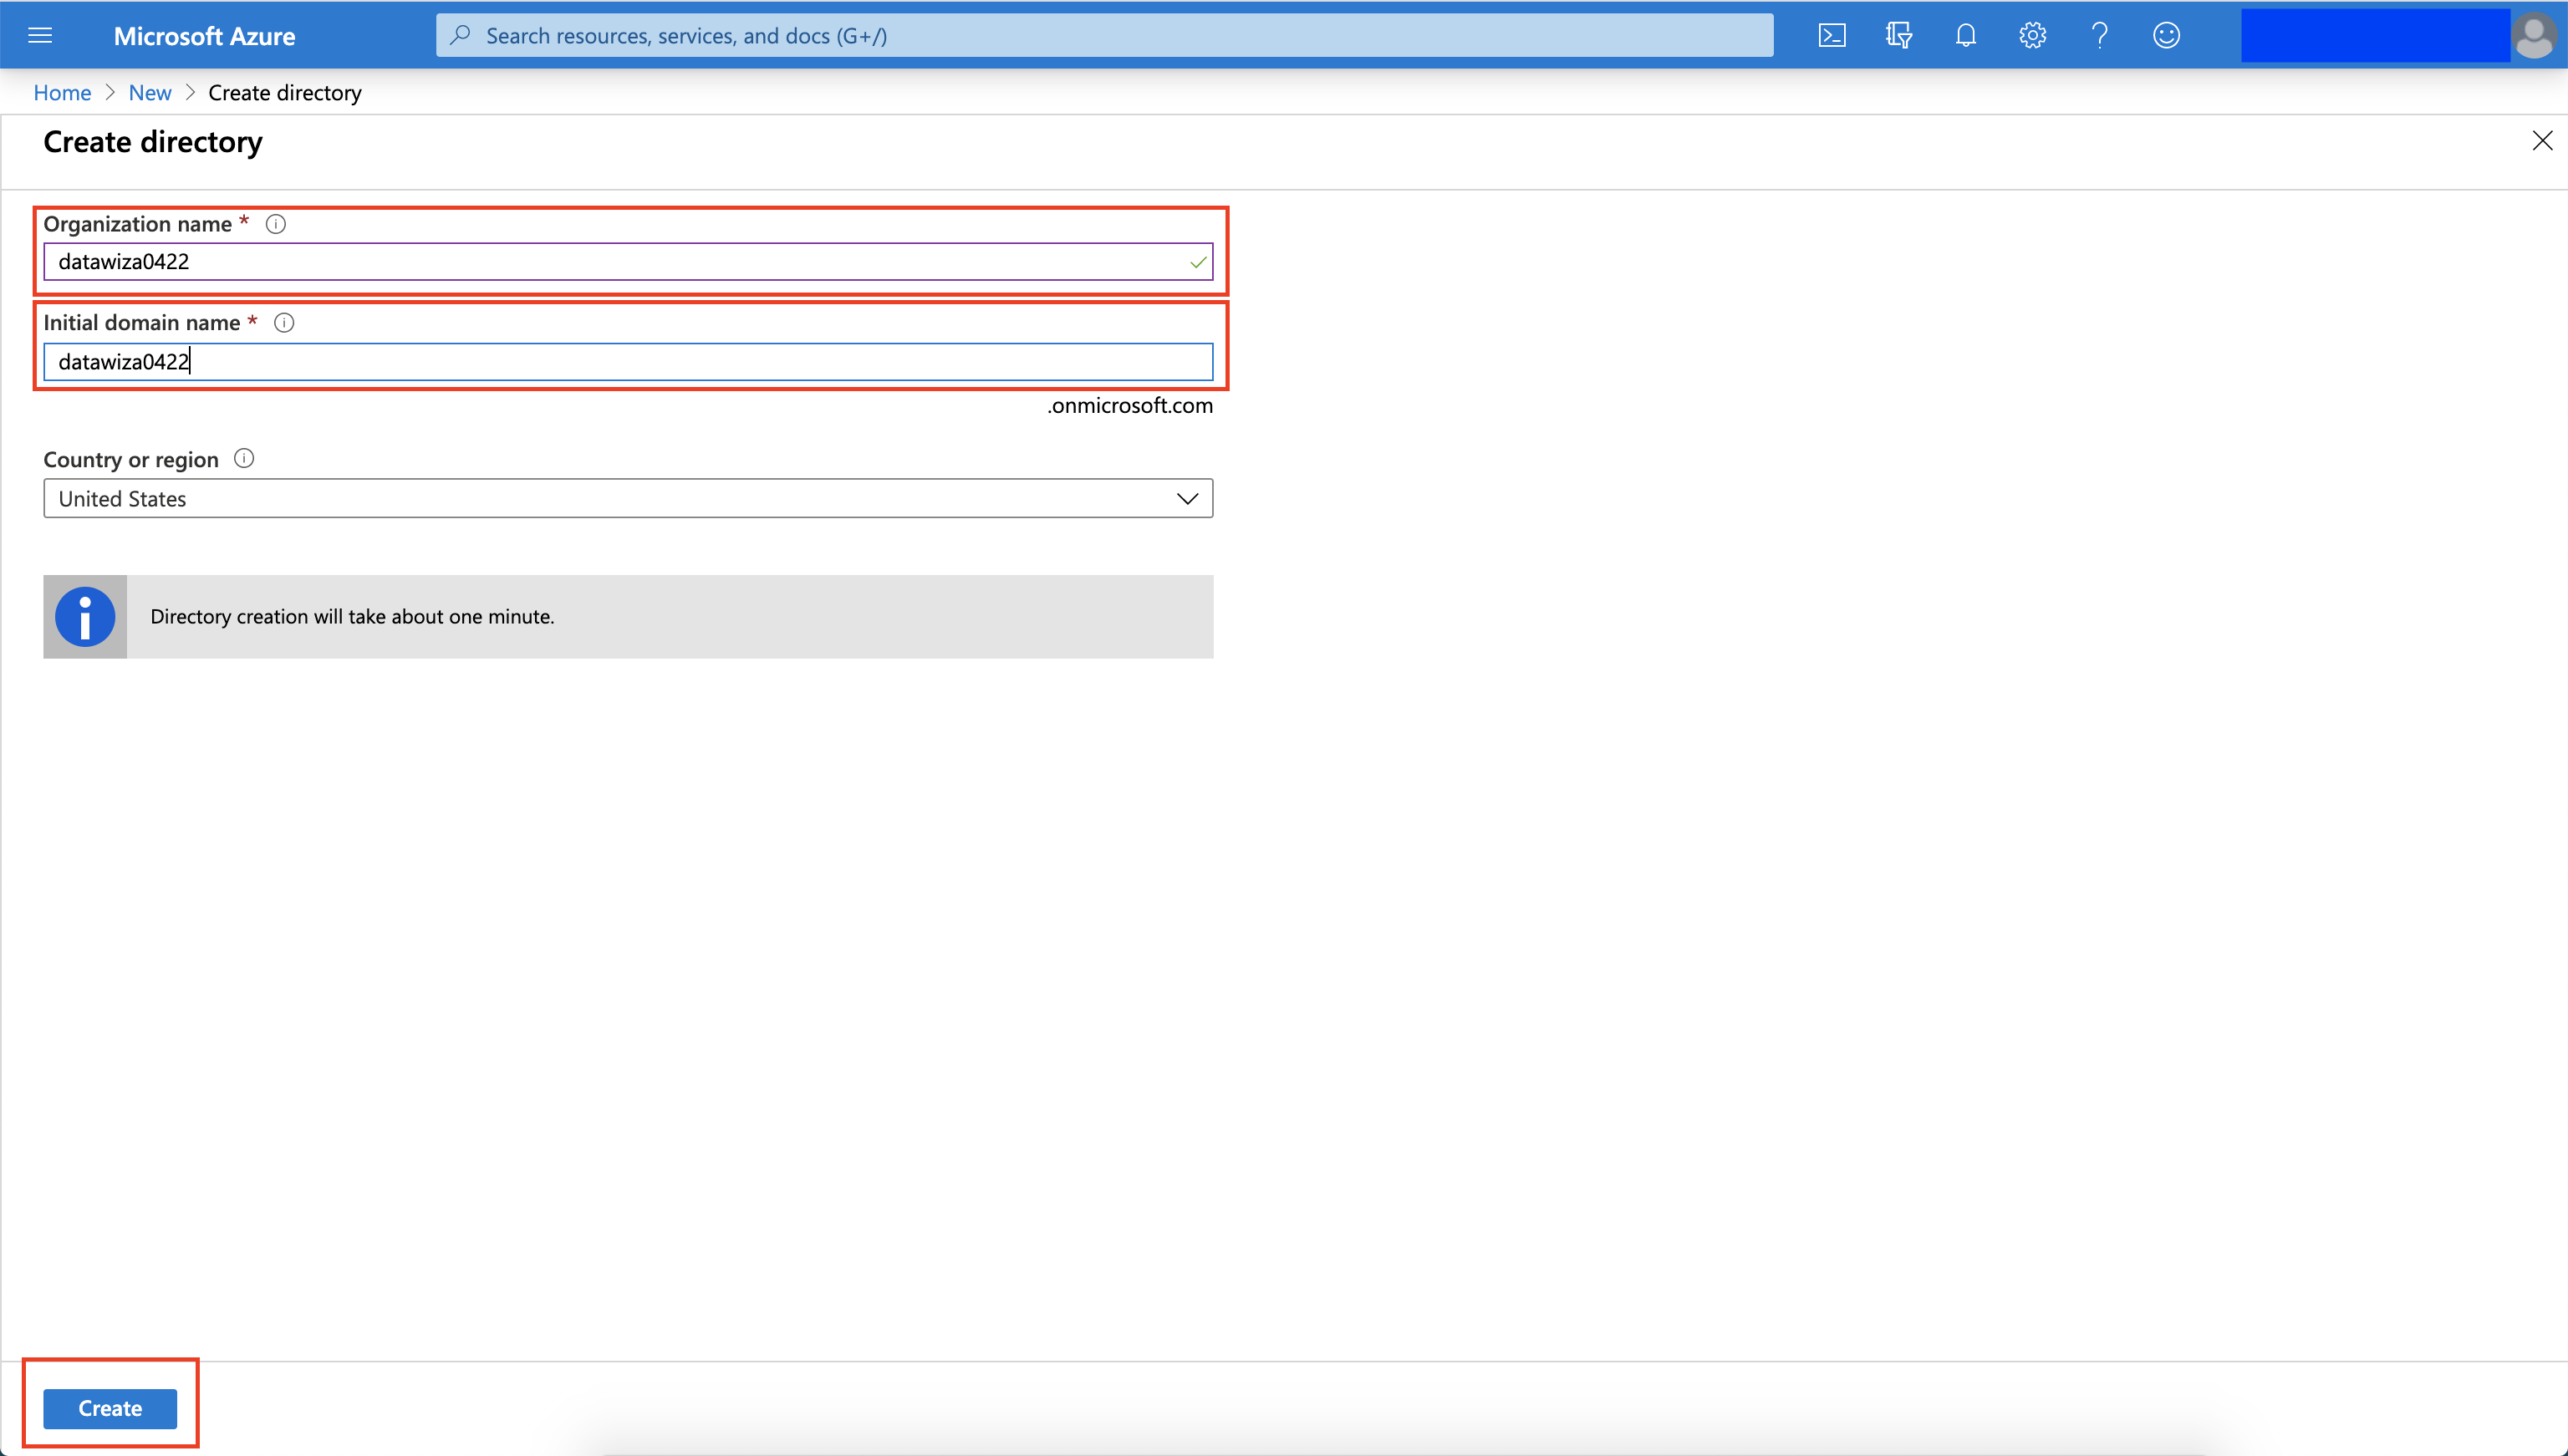 Microsoft Azure
Search resources, services, and docs (G+/)
Home > New > Create directory
Create directory
Organization name *
datawiza0422
Initial domain name *
datawiza0422
.onmicrosoft.com
Country or region
United States
Directory creation will take about one minute.
Create